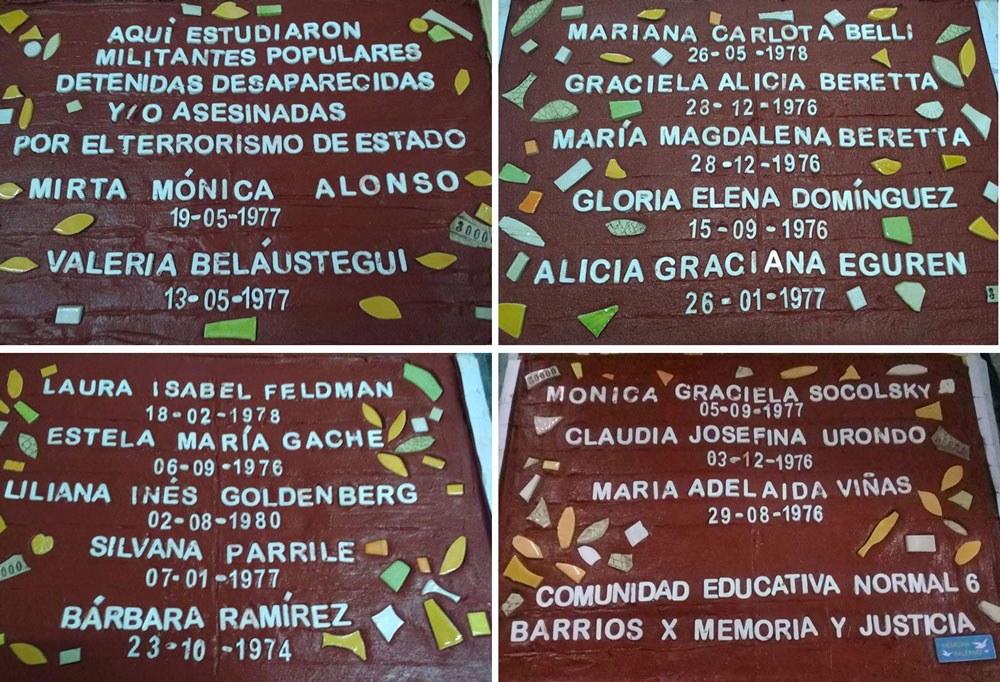 AQUÍ ESTUDIARON
MILITANTES POPULARES
DETENIDAS DESAPARECIDAS
Y/O ASESINADAS
POR EL TERRORISMO DE ESTADO
MIRTA MÓNICA ALONSO
19-05-1977
VALERIA BELÁUSTEGUI
13-05-1977
30000
MARIANA CARLOTA BELLI
26-05-1978
GRACIELA ALICIA BERETTA
28-12-1976
MARÍA MAGDALENA BERETTA
28-12-1976
GLORIA ELENA DOMÍNGUEZ
15-09-1976
ALICIA GRACIANA EGUREN
26-01-1977
LAURA ISABEL FELDMAN
18-02-1978
ESTELA MARÍA GACHE
06-09-1976
LILIANA INÉS GOLDENBERG
02-08-1980
SILVANA PARRILE
07-01-1977
BÁRBARA RAMÍREZ
23-10-1974
MONICA GRACIELA SOCOLSKY
05-09-1977
CLAUDIA JOSEFINA URONDO
03-12-1976
MARIA ADELAIDA VIÑAS
29-08-1976
COMUNIDAD EDUCATIVA NORMAL 6
BARRIOS X MEMORIA Y JUSTICIA